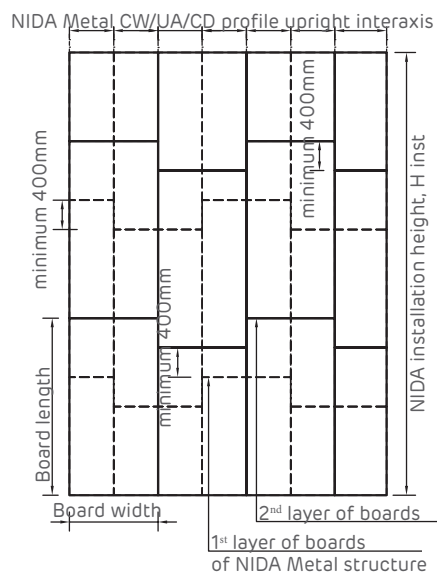 NIDA Metal CW/UA/CD profile upright interaxis
minimum 400mm
minimum 400mm
NIDA installation height, H inst
minimum 400mm
Board length
Board width
2nd layer of boards
1st layer of boards
of NIDA Metal structure